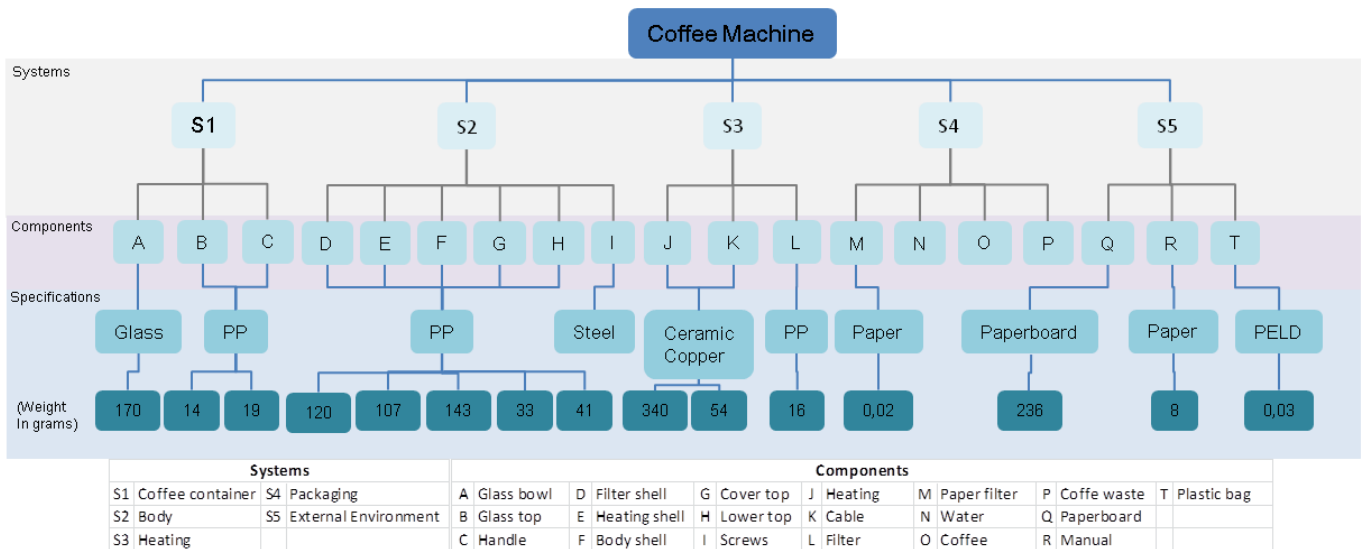 Coffee Machine
Systems
S1 S2 S3 S4 S5
Components
A B C D E F G H I J K L M N O P Q R T
Specifications
Glass PP PP Steel Ceramic Copper PP Paper Paperboard Paper PELD
(Weight In grams)
170 14 19 120 107 143 33 41 340 54 16 0,02 236 8 0,03
Systems Components
S1 Coffee container S4 Packaging A Glass bowl D Filter shell G Cover top J Heating M Paper filter P Coffe waste T Plastic bag
S2 Body S5 External Environment B Glass top E Heating shell H Lower top K Cable N Water Q Paperboard
S3 Heating C Handle F Body shell I Screws L Filter O Coffee R Manual